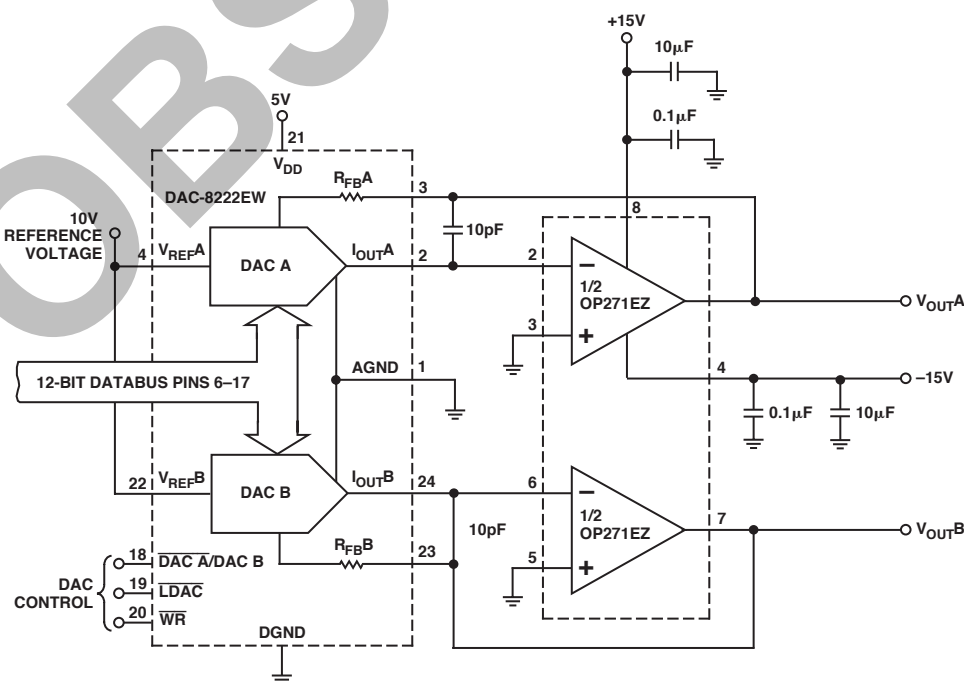 OBS
+15V
10µF
0.1µF
5V
21
VDD
DAC-8222EW
RFBA
3
10pF
8
10V
REFERENCE
VOLTAGE
4
VREFA
DAC A
IOUTA
2
2
–
1/2
OP271EZ
3
+
VOUTA
12-BIT DATABUS PINS 6–17
AGND
1
4
–15V
0.1µF
10µF
22
VREFB
DAC B
IOUTB
24
6
–
1/2
OP271EZ
7
VOUTB
5
+
10pF
RFBB
23
DAC
CONTROL
18
DAC A/DAC B
19
LDAC
20
WR
DGND